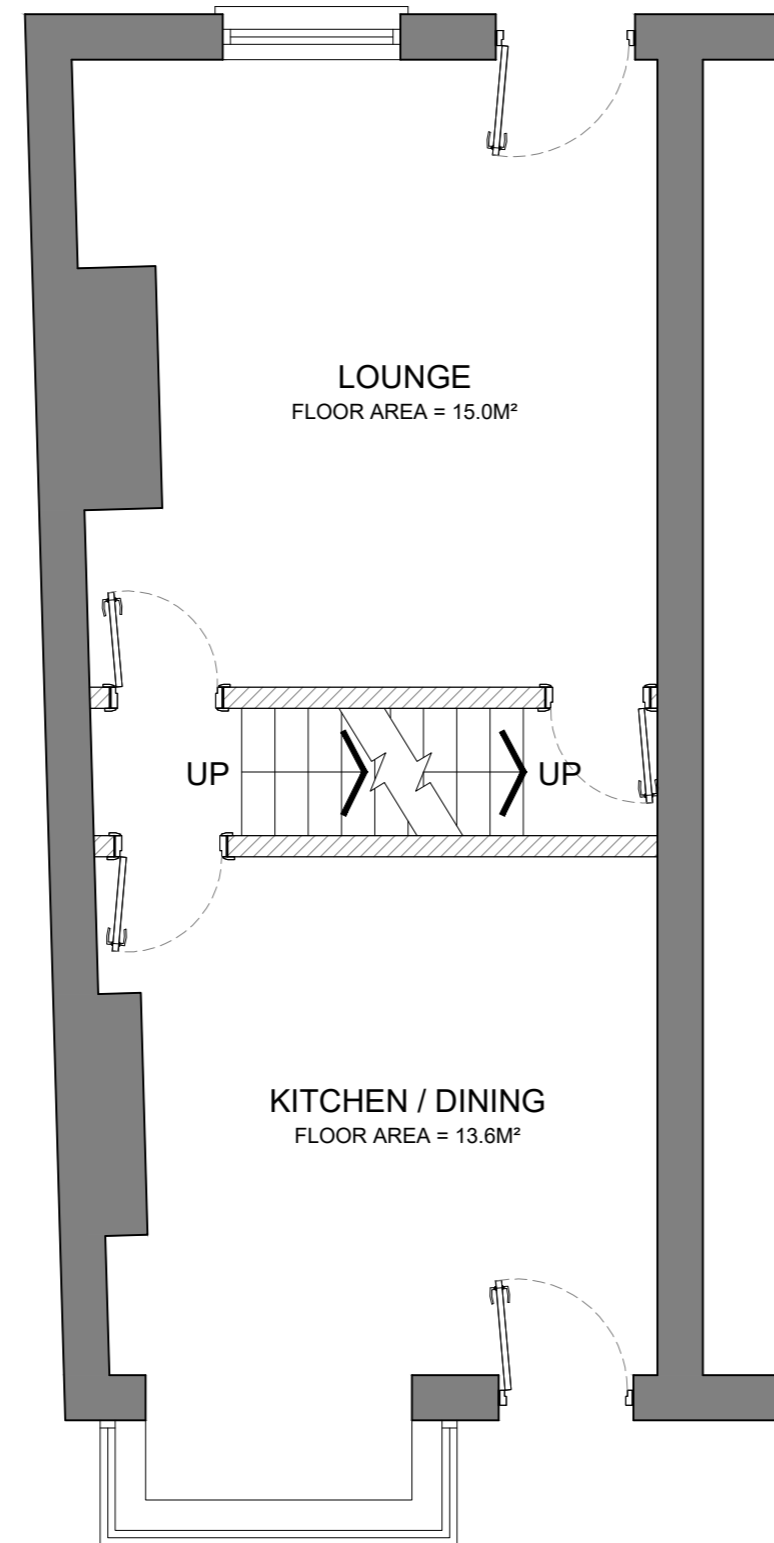 LOUNGE
FLOOR AREA = 15.0M²
UP
UP
KITCHEN / DINING
FLOOR AREA = 13.6M²